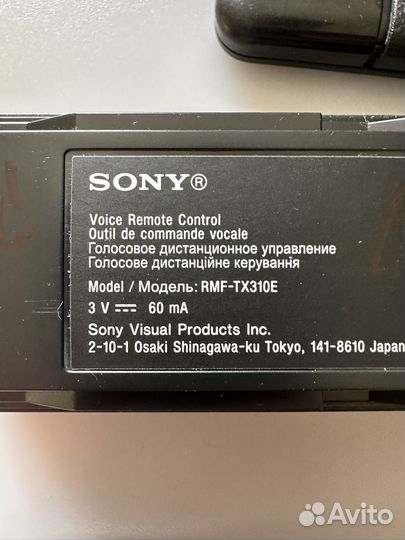 SONY®
Voice Remote Control
Outil de commande vocale
Голосовое дистанционное управление
Голосове дистанційне керування
Model / Модель: RMF-TX310E
3 V ⎓ 60 mA
Sony Visual Products Inc.
2-10-1 Osaki Shinagawa-ku Tokyo, 141-8610 Japan
Avito